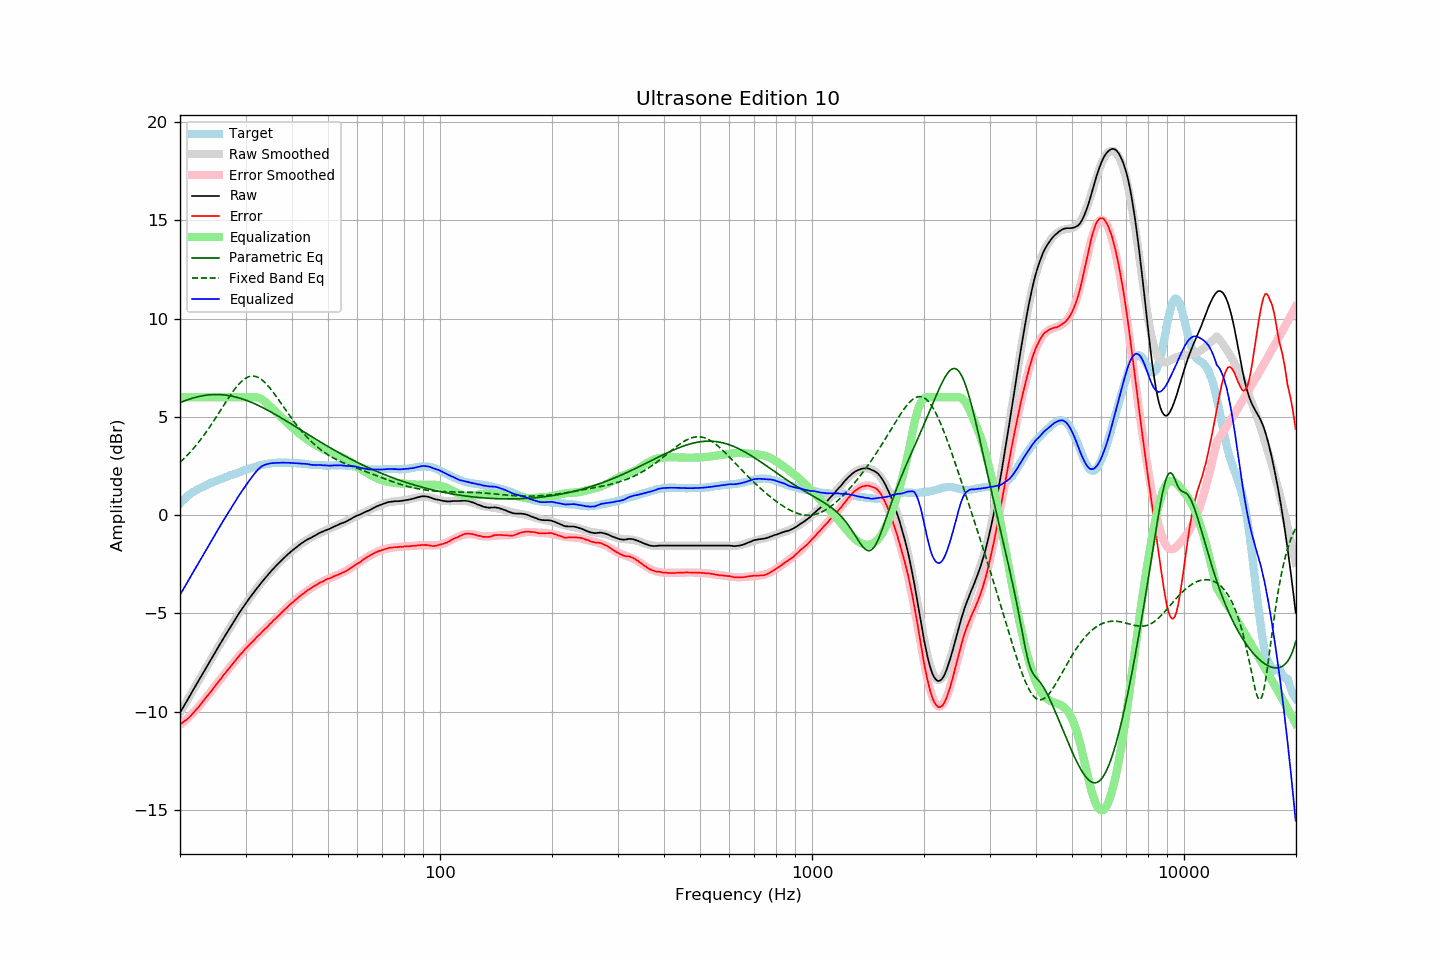 Ultrasone Edition 10
Target
Raw Smoothed
Error Smoothed
Raw
Error
Equalization
Parametric Eq
Fixed Band Eq
Equalized
20
15
10
5
0
−5
−10
−15
Amplitude (dBr)
100
1000
10000
Frequency (Hz)